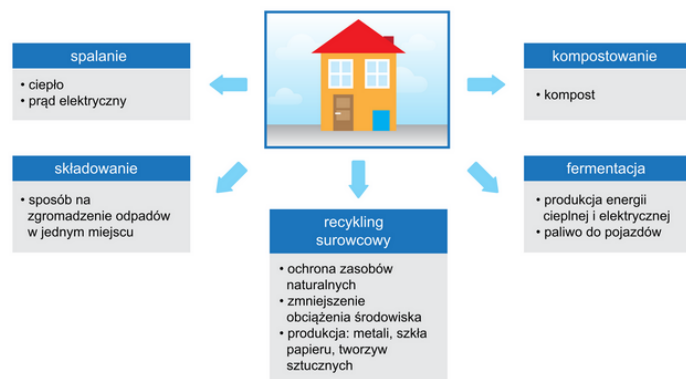 spalanie
• ciepło
• prąd elektryczny
kompostowanie
• kompost
składowanie
• sposób na
zgromadzenie odpadów
w jednym miejscu
recykling
surowcowy
• ochrona zasobów
naturalnych
• zmniejszenie
obciążenia środowiska
• produkcja: metali, szkła
papieru, tworzyw
sztucznych
fermentacja
• produkcja energii
cieplnej i elektrycznej
• paliwo do pojazdów